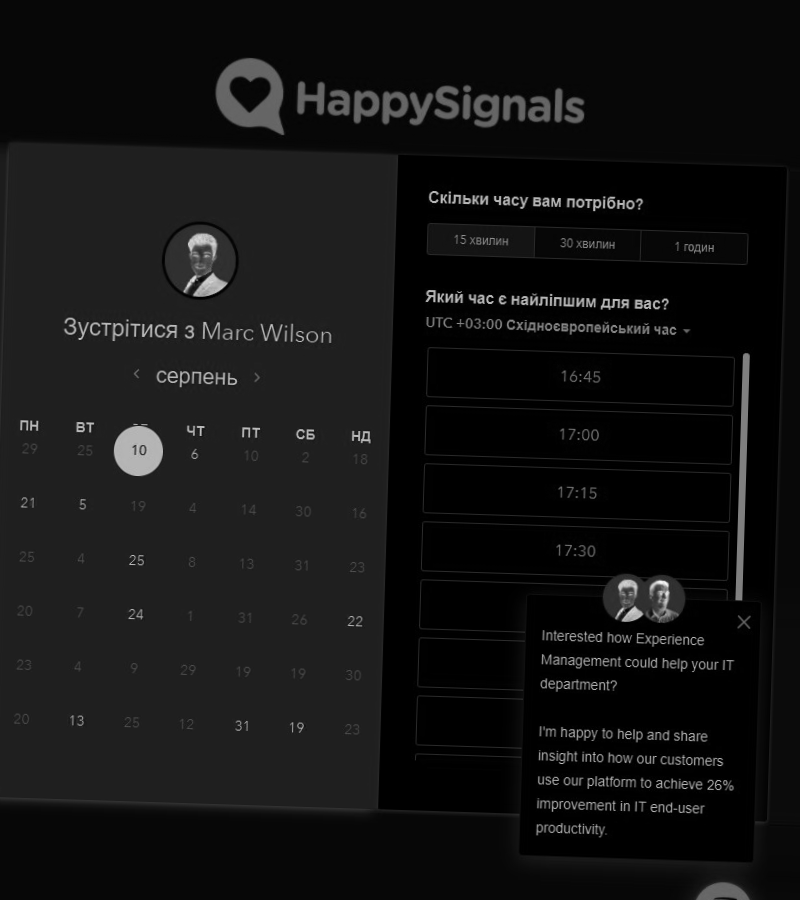 HappySignals
Зустрітися з Marc Wilson
серпень
ПН ВТ ЧТ ПТ СБ НД
29 25 10 6 10 2 18
21 5 19 4 14 30 16
25 4 25 8 13 31 23
20 7 24 1 31 26 22
23 4 9 29 19 19 30
20 13 25 12 31 19 23
Скільки часу вам потрібно?
15 хвилин 30 хвилин 1 годин
Який час є найліпшим для вас?
UTC +03:00 Східноєвропейський час
16:45
17:00
17:15
17:30
Interested how Experience
Management could help your IT
department?
I'm happy to help and share
insight into how our customers
use our platform to achieve 26%
improvement in IT end-user
productivity.